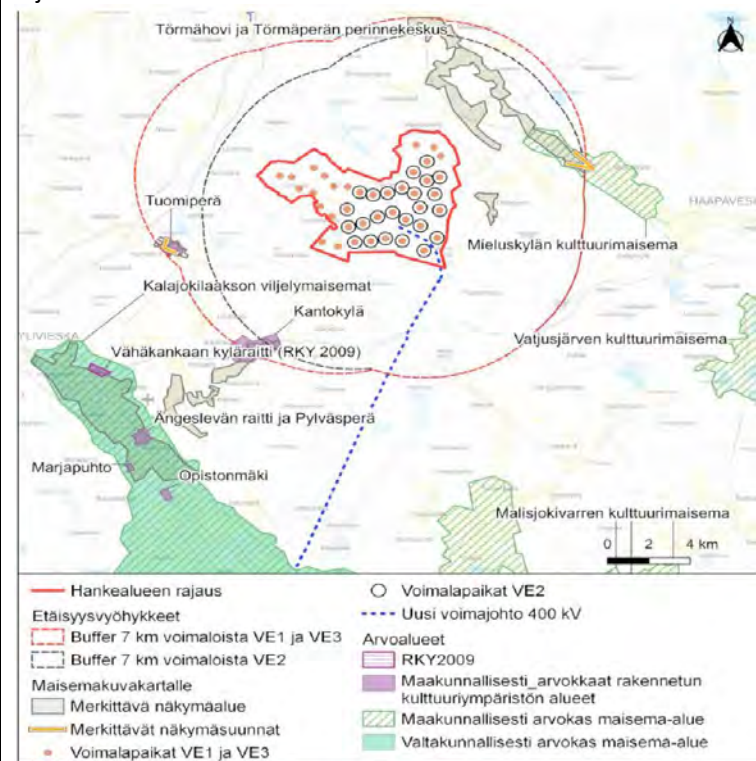 Törmähovi ja Törmäperän perinnekeskus
Tuomiperä
HAAPAVESI
Mieluskylän kulttuurimaisema
Kalajokilaakson viljelymaisemat
Kantokylä
YLIVIESKA
Vatjusjärven kulttuurimaisema
Vähäkankaan kyläraitti (RKY 2009)
Ängeslevän raitti ja Pylväsperä
Marjapuhto
Opistonmäki
Malisjokivarren kulttuurimaisema
0 2 4 km
Hankealueen rajaus
Etäisyysvyöhykkeet
Buffer 7 km voimaloista VE1 ja VE3
Buffer 7 km voimaloista VE2
Maisemakuvakartalle
Merkittävä näkymäalue
Merkittävät näkymäsuunnat
Voimalapaikat VE1 ja VE3
Voimalapaikat VE2
Uusi voimajohto 400 kV
Arvoalueet
RKY2009
Maakunnallisesti_arvokkaat rakennetun
kulttuuriympäristön alueet
Maakunnallisesti arvokas maisema-alue
Valtakunnallisesti arvokas maisema-alue